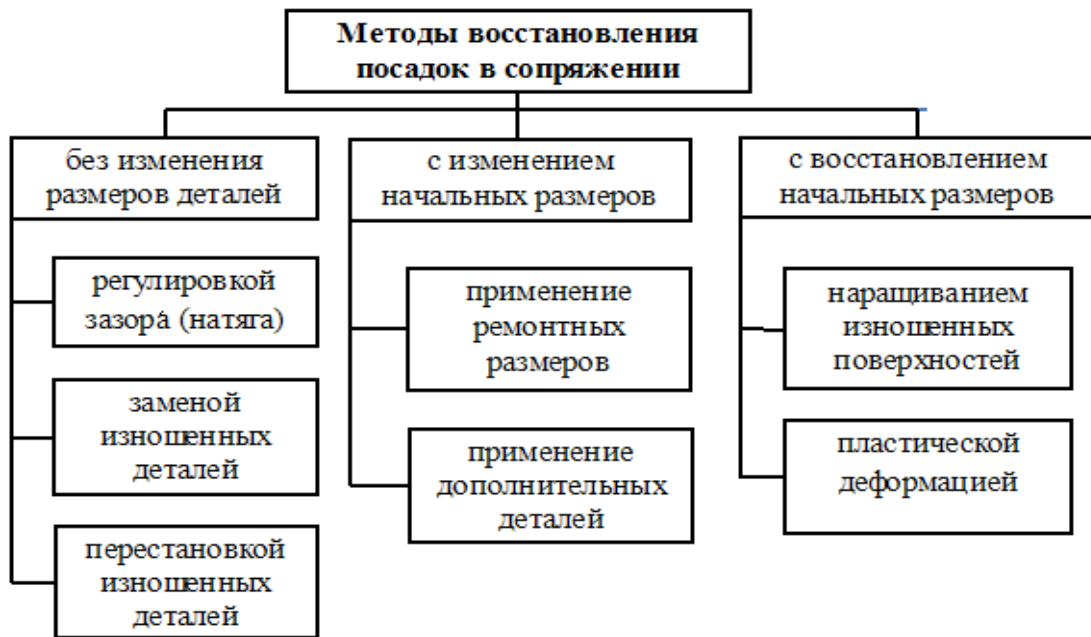 Методы восстановления
посадок в сопряжении
без изменения
размеров деталей
регулировкой
зазора (натяга)
заменой
изношенных
деталей
перестановкой
изношенных
деталей
с изменением
начальных размеров
применение
ремонтных
размеров
применение
дополнительных
деталей
с восстановлением
начальных размеров
наращиванием
изношенных
поверхностей
пластической
деформацией